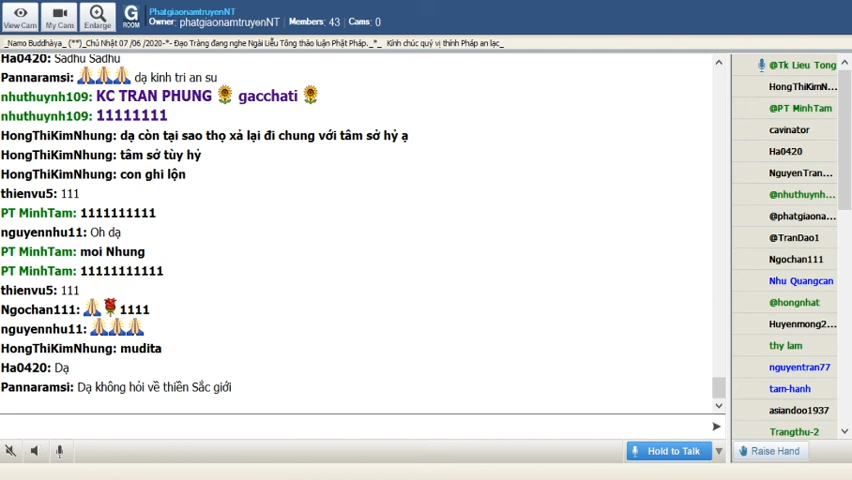 View Cam
My Cam
Enlarge
G ROOM
PhatgiaonamtruyenNT
Owner: phatgiaonamtruyenNT Members: 43 Cams: 0
_Namo Buddhàya_ (**)_Chủ Nhật 07 /06 /2020-*- Đạo Tràng đang nghe Ngài Liễu Tông thảo luận Phật Pháp._*_ Kính chúc quý vị thính Pháp an lạc_
Ha0420: Sadhu Sadhu
Pannaramsi: 🙏🙏🙏 dạ kinh tri an su
nhuthuynh109: KC TRAN PHUNG 🌻 gacchati 🌻
nhuthuynh109: 11111111
HongThiKimNhung: dạ còn tại sao thọ xả lại đi chung với tâm sở hỷ ạ
HongThiKimNhung: tâm sở tùy hỷ
HongThiKimNhung: con ghi lộn
thienvu5: 111
PT MinhTam: 1111111111
nguyennhu11: Oh dạ
PT MinhTam: moi Nhung
PT MinhTam: 11111111111
thienvu5: 111
Ngochan111: 🙏🌹 1111
nguyennhu11: 🙏🙏🙏
HongThiKimNhung: mudita
Ha0420: Dạ
Pannaramsi: Dạ không hỏi về thiền Sắc giới
@Tk Lieu Tong
HongThiKimN...
@PT MinhTam
cavinator
Ha0420
NguyenTran...
@nhuthuynh...
@phatgiaona...
@TranDao1
Ngochan111
Nhu Quangcan
@hongnhat
Huyenmong2...
thy lam
nguyentran77
tam-hanh
asiandoo1937
Trangthu-2
Hold to Talk
Raise Hand